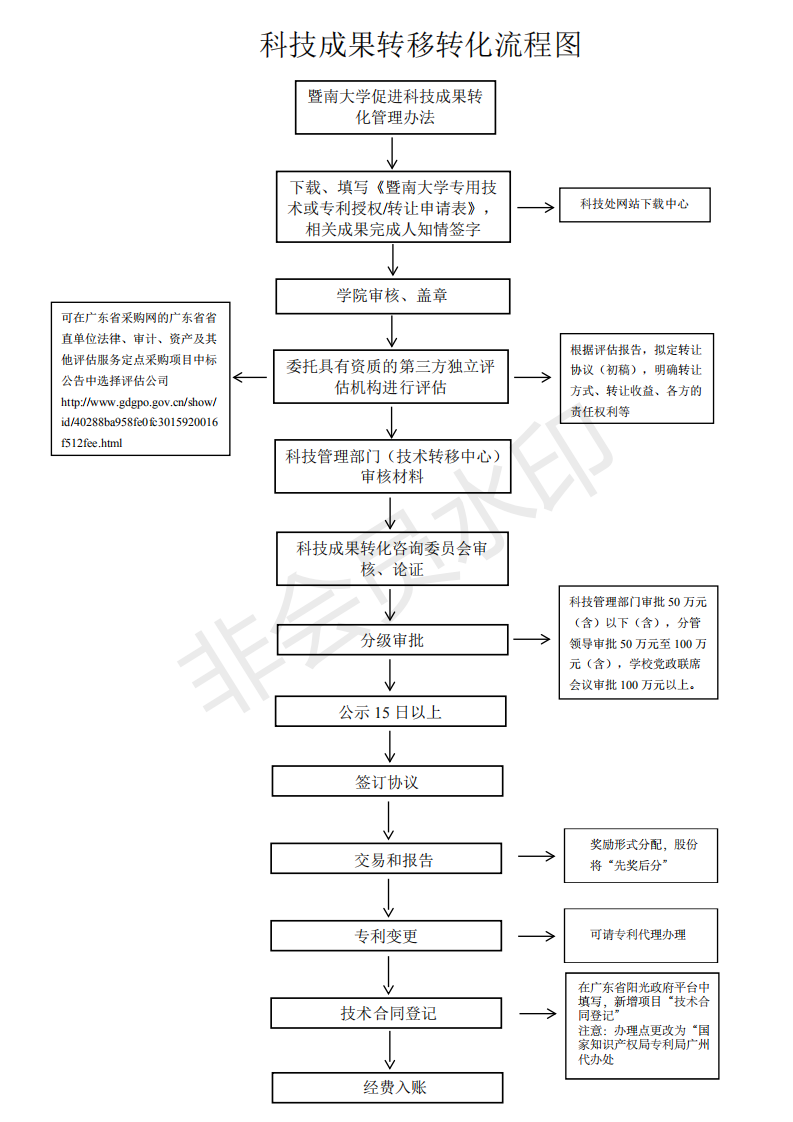 科技成果转移转化流程图
暨南大学促进科技成果转
化管理办法
下载、填写《暨南大学专用技
术或专利授权/转让申请表》，
相关成果完成人知情签字
科技处网站下载中心
学院审核、盖章
可在广东省采购网的广东省省
直单位法律、审计、资产及其
他评估服务定点采购项目中标
公告中选择评估公司
http://www.gdgpo.gov.cn/show/
id/40288ba958fe0fc3015920016
f512fee.html
委托具有资质的第三方独立评
估机构进行评估
根据评估报告，拟定转让
协议（初稿），明确转让
方式、转让收益、各方的
责任权利等
科技管理部门（技术转移中心）
审核材料
科技成果转化咨询委员会审
核、论证
分级审批
科技管理部门审批 50 万元
（含）以下（含），分管
领导审批 50 万元至 100 万
元（含），学校党政联席
会议审批 100 万元以上。
公示 15 日以上
签订协议
交易和报告
奖励形式分配，股份
将“先奖后分”
专利变更
可请专利代理办理
技术合同登记
在广东省阳光政府平台中
填写，新增项目“技术合
同登记”
注意：办理点更改为“国
家知识产权局专利局广州
代办处
经费入账
非会员水印